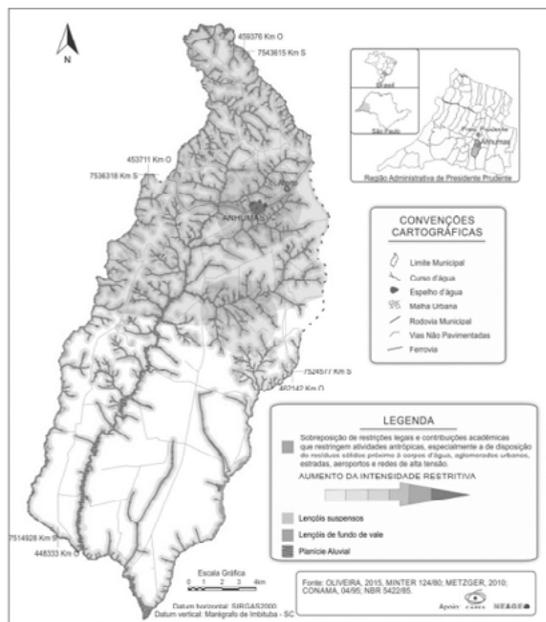 N
459376 Km O
7543615 Km S
453711 Km O
7536318 Km S
ANHUMAS
7524577 Km S
462142 Km O
7514928 Km S
448333 Km O
Escala Gráfica
0 1 2 4km
Datum horizontal: SIRGAS2000
Datum vertical: Marégrafo de Imbituba - SC
Brasil
São Paulo
Pres. Prudente
Anhumas
Região Administrativa de Presidente Prudente
CONVENÇÕES
CARTOGRÁFICAS
Limite Municipal
Curso d'água
Espelho d'água
Malha Urbana
Rodovia Municipal
Vias Não Pavimentadas
Ferrovia
LEGENDA
Sobreposição de restrições legais e contribuições acadêmicas
que restringem atividades antrópicas, especialmente a de disposição
de resíduos sólidos próximo à corpos d'água, aglomerados urbanos,
estradas, aeroportos e redes de alta tensão.
AUMENTO DA INTENSIDADE RESTRITIVA
Lençóis suspensos
Lençóis de fundo de vale
Planície Aluvial
Fonte: OLIVEIRA, 2015, MINTER 124/80; METZGER, 2010;
CONAMA, 04/95; NBR 5422/85.
Apoio: